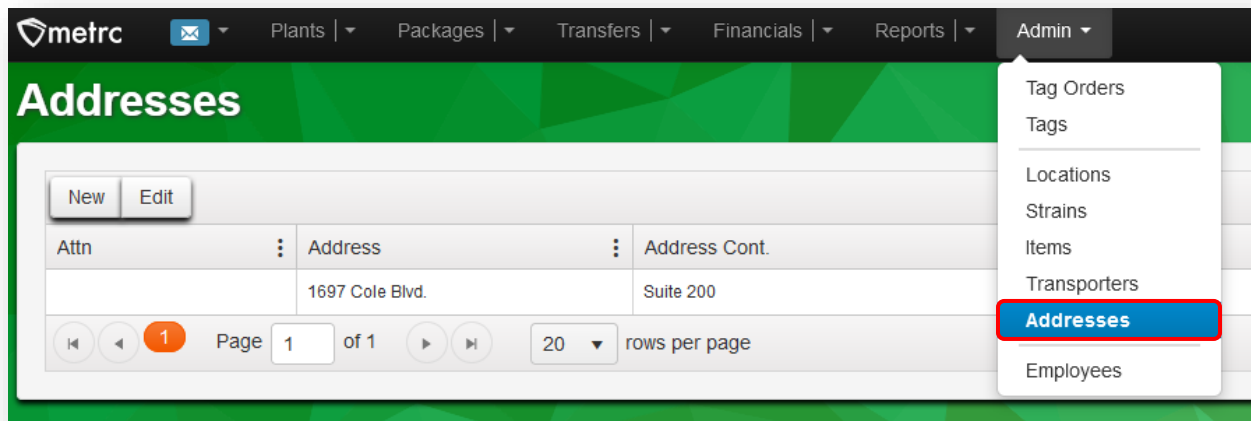 metrc Plants Packages Transfers Financials Reports Admin
Addresses
Tag Orders
Tags
Locations
Strains
Items
Transporters
Addresses
Employees
New Edit
Attn Address Address Cont.
1697 Cole Blvd. Suite 200
1 Page 1 of 1 20 rows per page